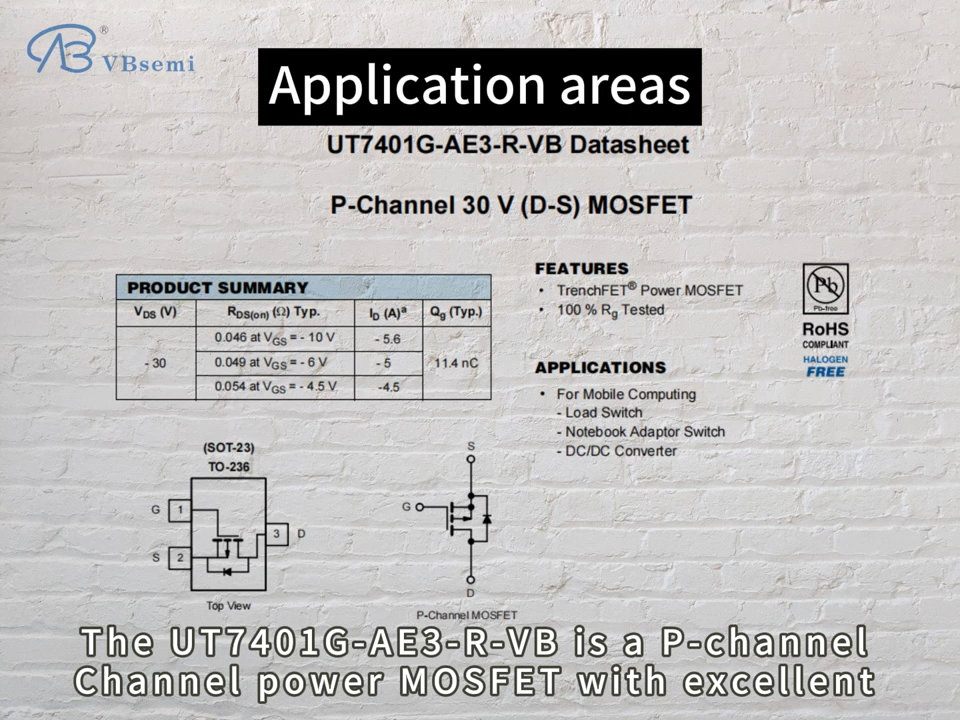 VBsemi®
Application areas
UT7401G-AE3-R-VB Datasheet
P-Channel 30 V (D-S) MOSFET
PRODUCT SUMMARY
VDS (V) RDS(on) (Ω) Typ. ID (A)a Qg (Typ.)
- 30 0.046 at VGS = - 10 V - 5.6 11.4 nC
0.049 at VGS = - 6 V - 5
0.054 at VGS = - 4.5 V -4.5
FEATURES
• TrenchFET® Power MOSFET
• 100 % Rg Tested
Pb
Pb-free
RoHS
COMPLIANT
HALOGEN
FREE
APPLICATIONS
• For Mobile Computing
- Load Switch
- Notebook Adaptor Switch
- DC/DC Converter
(SOT-23)
TO-236
G 1
S 2
3 D
Top View
S
G
D
P-Channel MOSFET
The UT7401G-AE3-R-VB is a P-channel
Channel power MOSFET with excellent